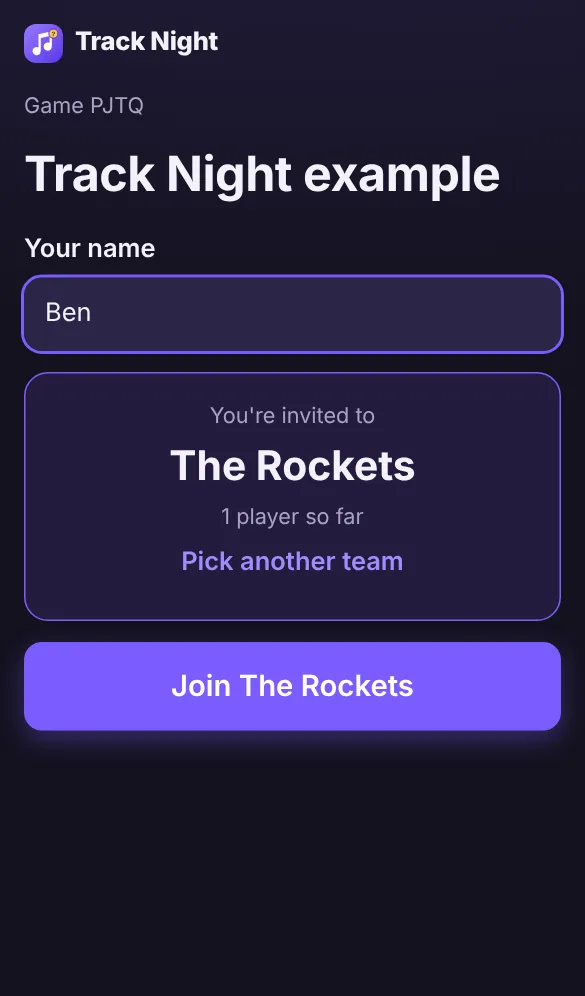 Track Night
Game PJTQ
Track Night example
Your name
Ben
You're invited to
The Rockets
1 player so far
Pick another team
Join The Rockets